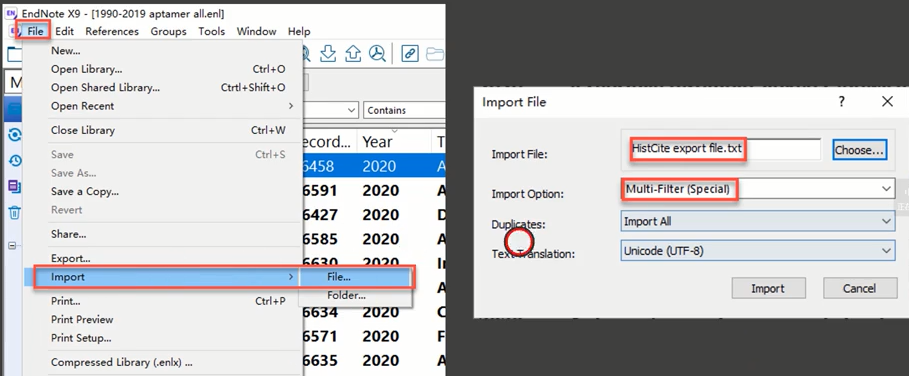 EndNote X9 - [1990-2019 aptamer all.enl]
File Edit References Groups Tools Window Help
New...
Open Library... Ctrl+O
Open Shared Library... Ctrtl+Shift+O
Open Recent
Contains
Close Library Ctrl+W
ecord... Year
Save Ctrl+S
6458 2020
Save As...
Save a Copy...
6591 2020
Revert
6427 2020
Share...
6585 2020
Export...
6630 2020
Import File...
Folder...
Print... Ctrl+P
6634 2020
Print Preview
Print Setup...
6571 2020
Compressed Library (.enlx) ...
6635 2020
Import File
Import File: HistCite export file.txt Choose...
Import Option: Multi-Filter (Special)
Duplicates: Import All
Text Translation: Unicode (UTF-8)
Import Cancel